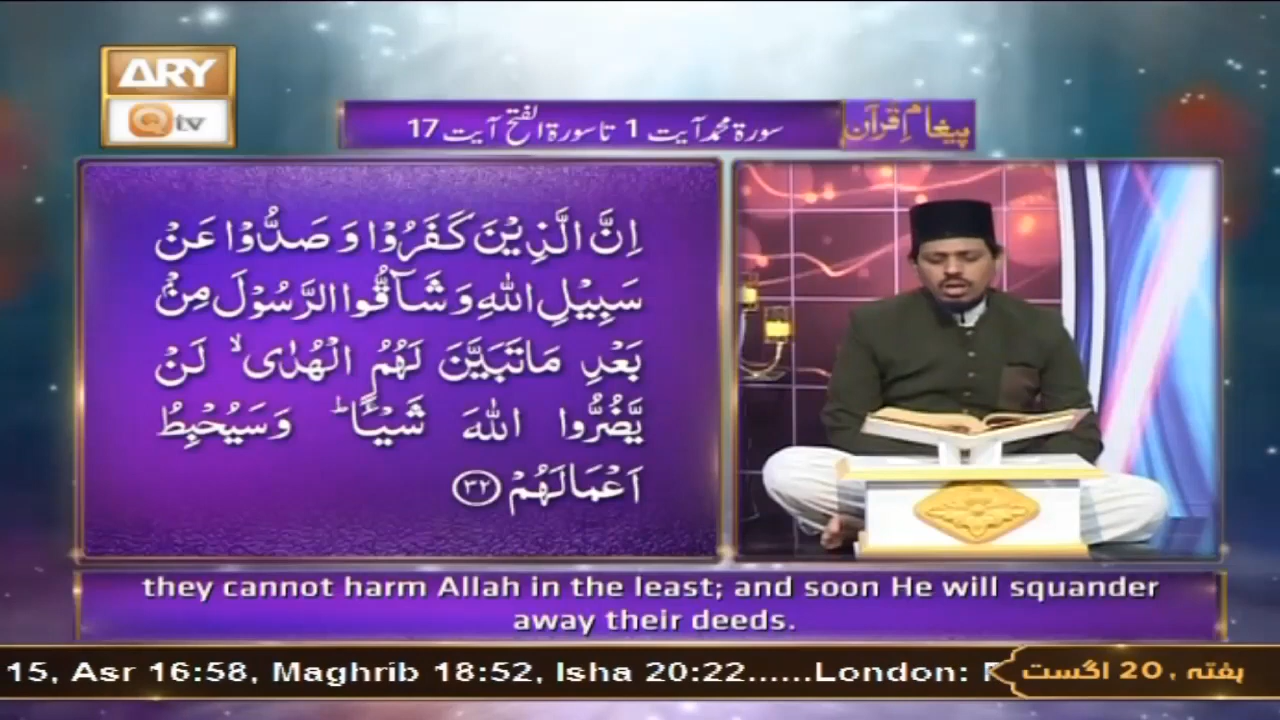 ARY
Qtv
پیغامِ قرآن
سورۃ محمد آیت 1 تا سورۃ الفتح آیت 17
اِنَّ الَّذِيْنَ كَفَرُوْا وَ صَدُّوْا عَنْ
سَبِيْلِ اللّٰهِ وَ شَآقُّوا الرَّسُوْلَ مِنْۢ
بَعْدِ مَا تَبَيَّنَ لَهُمُ الْهُدٰى ۙ لَنْ
يَّضُرُّوا اللّٰهَ شَيْـًٔا ؕ وَ سَيُحْبِطُ
اَعْمَالَهُمْ ﴿۳۲﴾
they cannot harm Allah in the least; and soon He will squander
away their deeds.
15, Asr 16:58, Maghrib 18:52, Isha 20:22......London:
ہفتہ , 20 اگست